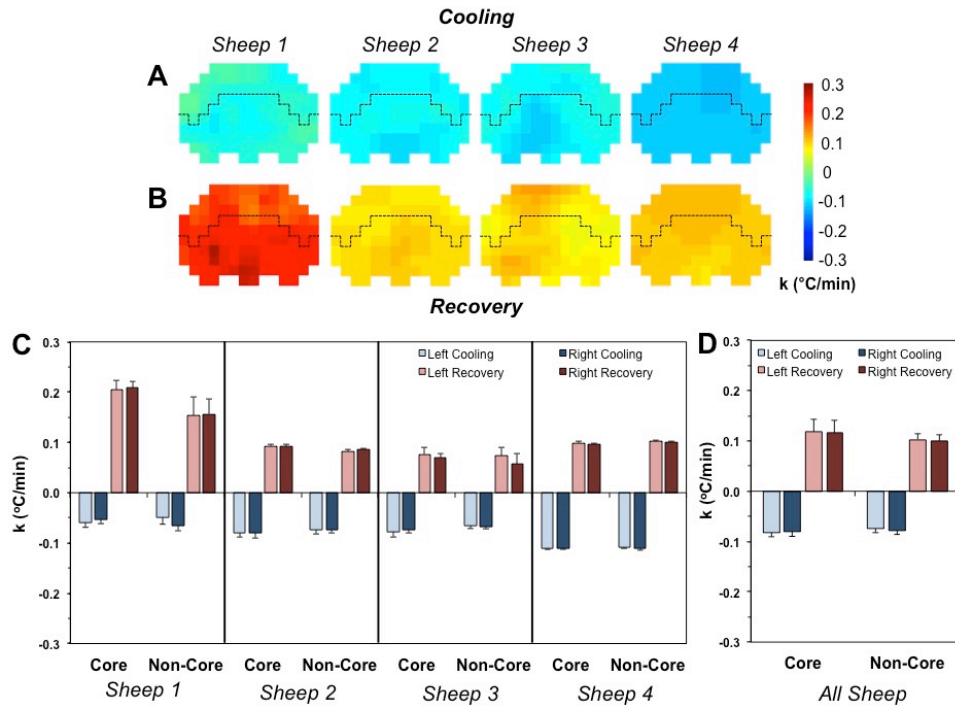 Cooling
Sheep 1 Sheep 2 Sheep 3 Sheep 4
A
0.3
0.2
0.1
0
-0.1
-0.2
-0.3
k (°C/min)
B
Recovery
C
Left Cooling Right Cooling
Left Recovery Right Recovery
k (ºC/min)
0.3
0.2
0.1
0.0
-0.1
-0.2
-0.3
Core Non-Core Core Non-Core Core Non-Core Core Non-Core
Sheep 1 Sheep 2 Sheep 3 Sheep 4
D
Left Cooling Right Cooling
Left Recovery Right Recovery
k (ºC/min)
0.3
0.2
0.1
0.0
-0.1
-0.2
-0.3
Core Non-Core
All Sheep